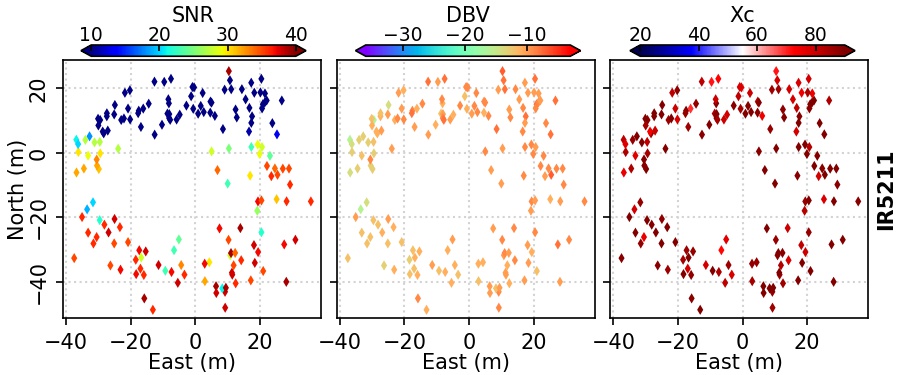 SNR DBV Xc
10 20 30 40 −30 −20 −10 20 40 60 80
20
0
−20
−40
North (m)
−40 −20 0 20 −40 −20 0 20 −40 −20 0 20
East (m) East (m) East (m)
IR5211